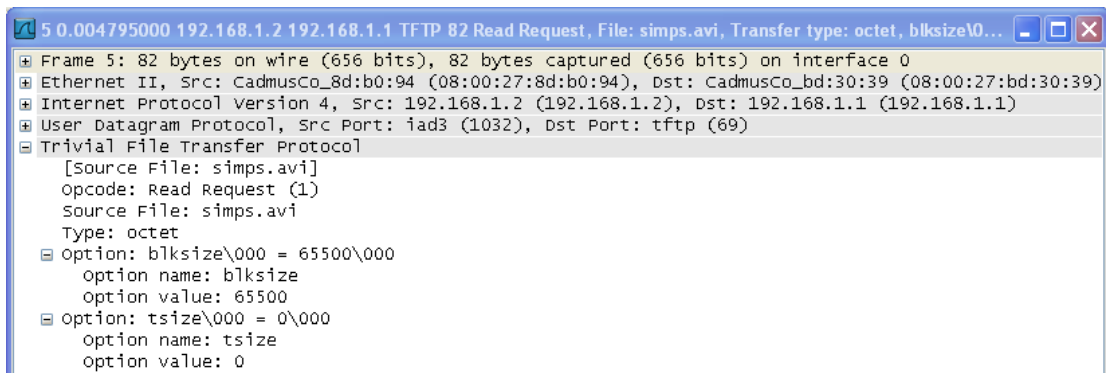 5 0.004795000 192.168.1.2 192.168.1.1 TFTP 82 Read Request, File: simps.avi, Transfer type: octet, blksize\0...
Frame 5: 82 bytes on wire (656 bits), 82 bytes captured (656 bits) on interface 0
Ethernet II, Src: CadmusCo_8d:b0:94 (08:00:27:8d:b0:94), Dst: CadmusCo_bd:30:39 (08:00:27:bd:30:39)
Internet Protocol Version 4, Src: 192.168.1.2 (192.168.1.2), Dst: 192.168.1.1 (192.168.1.1)
User Datagram Protocol, Src Port: iad3 (1032), Dst Port: tftp (69)
Trivial File Transfer Protocol
[Source File: simps.avi]
Opcode: Read Request (1)
Source File: simps.avi
Type: octet
Option: blksize\000 = 65500\000
Option name: blksize
Option value: 65500
Option: tsize\000 = 0\000
Option name: tsize
Option value: 0